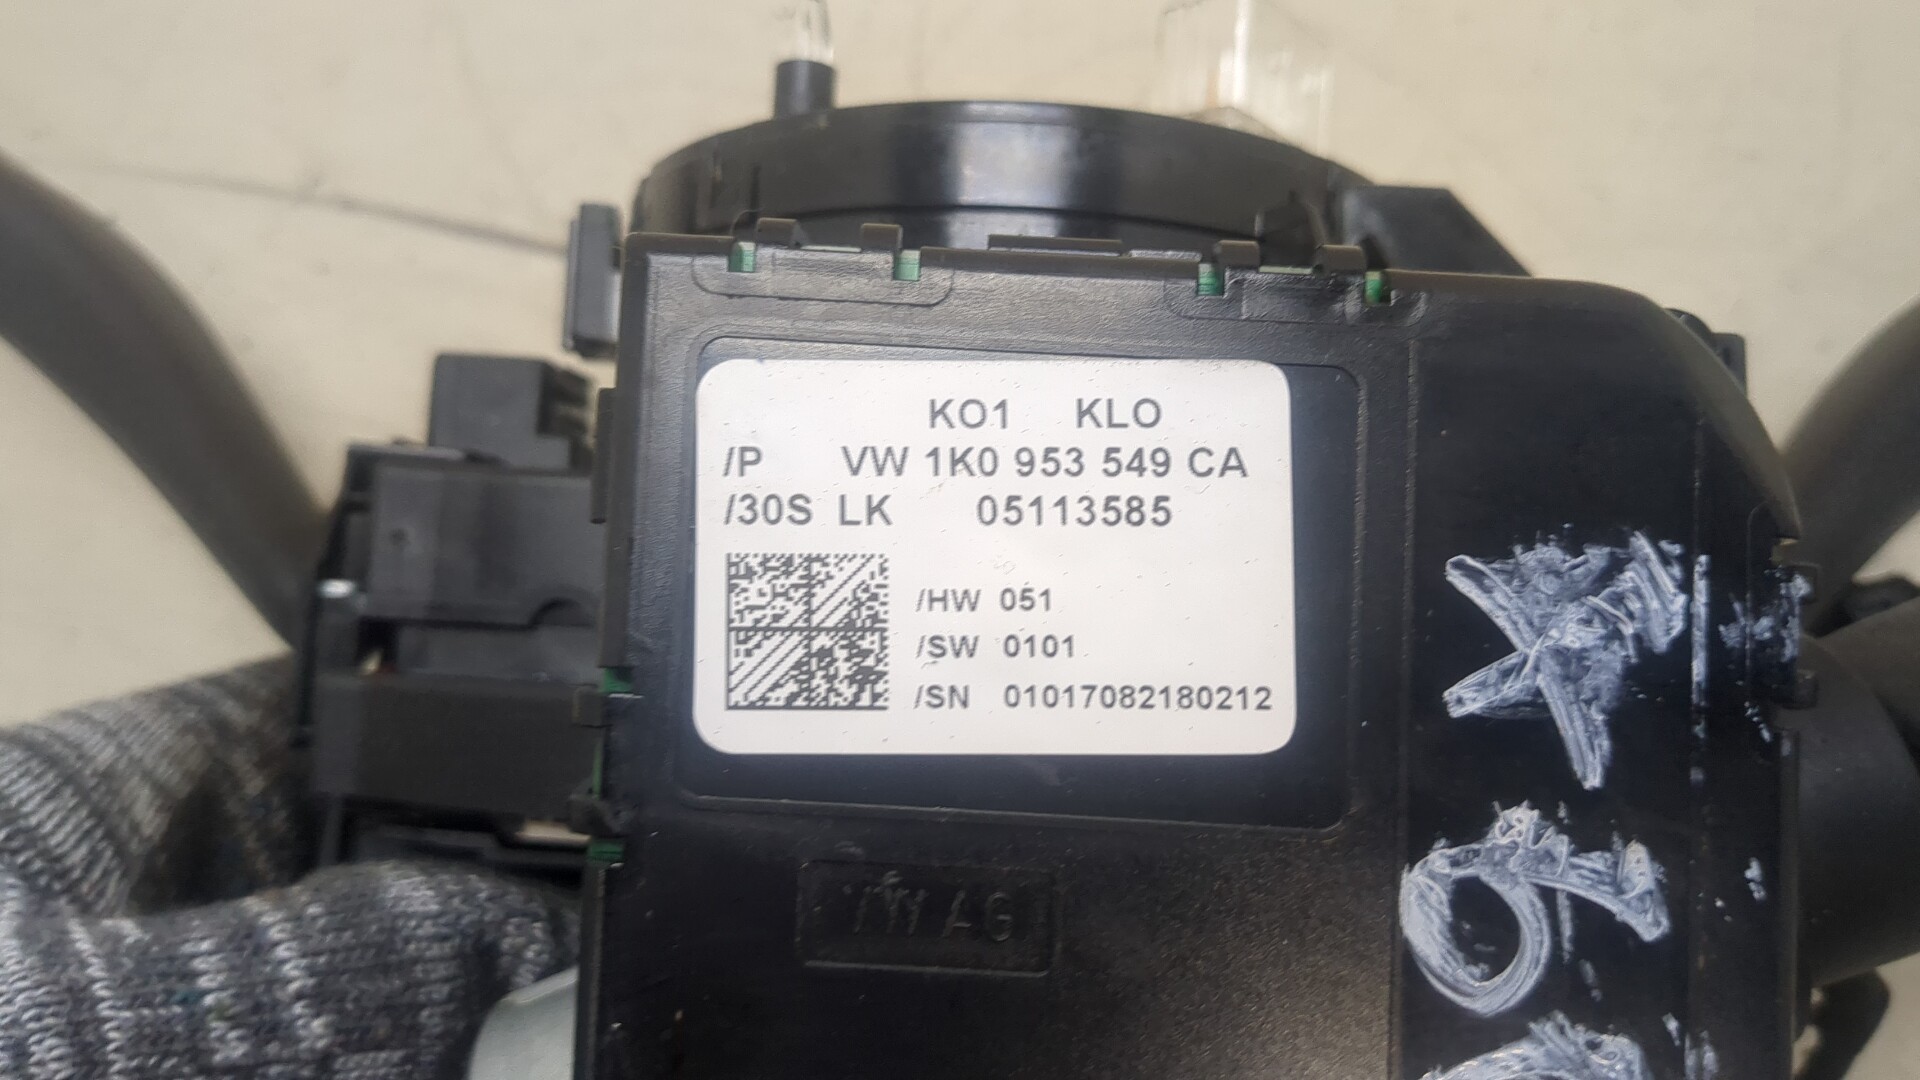 KO1 KLO
/P VW 1K0 953 549 CA
/30S LK 05113585
/HW 051
/SW 0101
/SN 01017082180212
VW AG